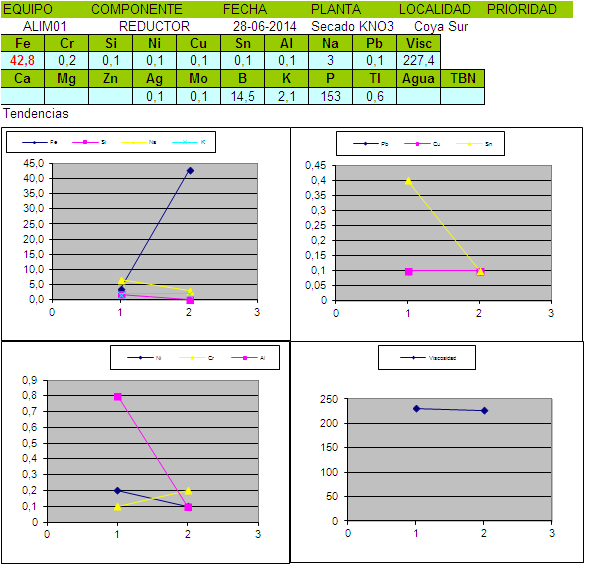 EQUIPO COMPONENTE FECHA PLANTA LOCALIDAD PRIORIDAD
ALIM01 REDUCTOR 28-06-2014 Secado KNO3 Coya Sur
Fe Cr Si Ni Cu Sn Al Na Pb Visc
42,8 0,2 0,1 0,1 0,1 0,1 0,1 3 0,1 227,4
Ca Mg Zn Ag Mo B K P TI Agua TBN
0,1 0,1 14,5 2,1 153 0,6
Tendencias
Fe Si Na K
45,0
40,0
35,0
30,0
25,0
20,0
15,0
10,0
5,0
0,0
0 1 2 3
Pb Cu Sn
0,45
0,4
0,35
0,3
0,25
0,2
0,15
0,1
0,05
0
0 1 2 3
Ni Cr Al
0,9
0,8
0,7
0,6
0,5
0,4
0,3
0,2
0,1
0
0 1 2 3
Viscosidad
250
200
150
100
50
0
0 1 2 3